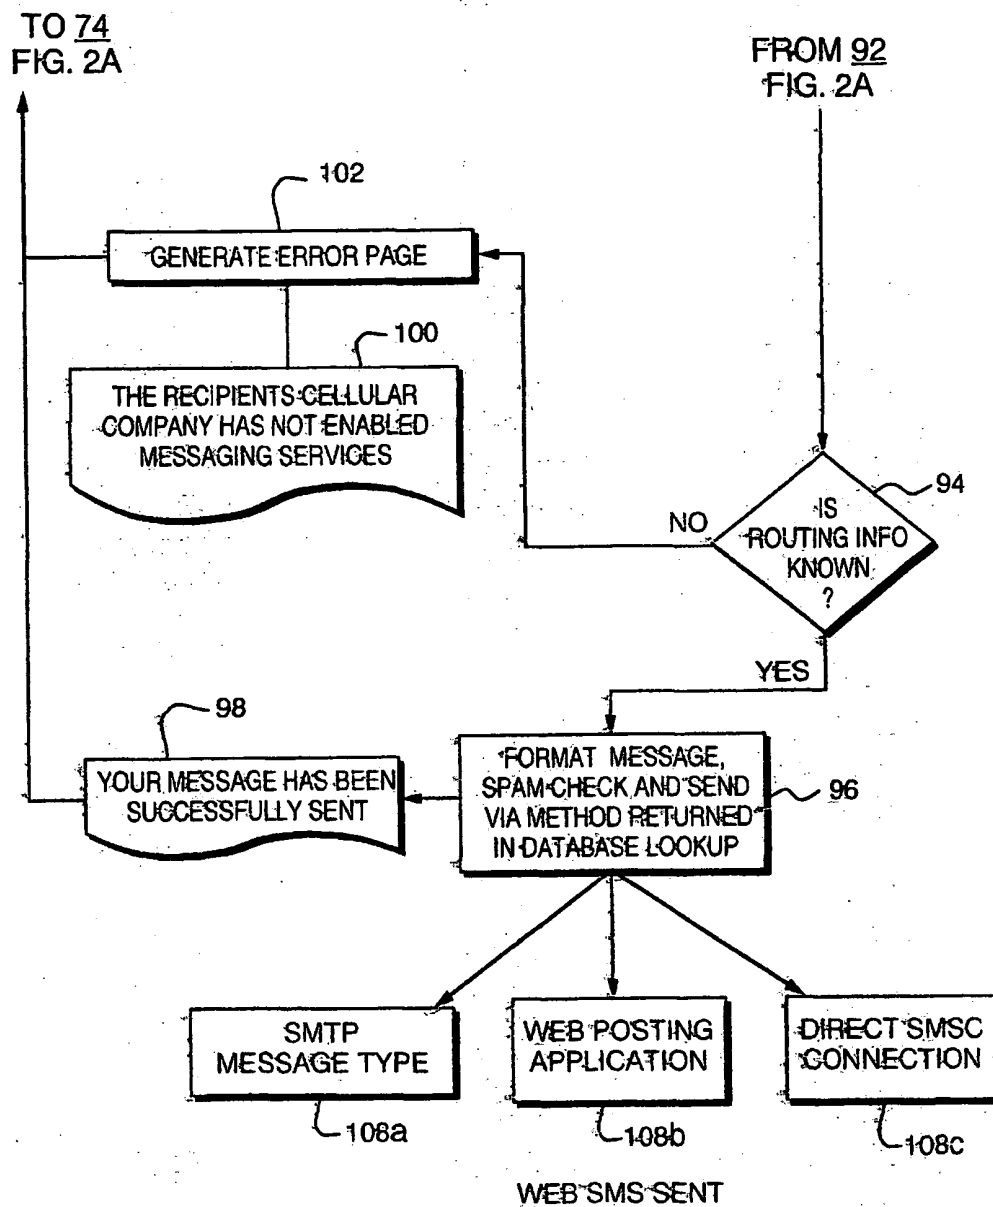 TO 74
FIG. 2A
FROM 92
FIG. 2A
102
GENERATE ERROR PAGE
100
THE RECIPIENTS CELLULAR
COMPANY HAS NOT ENABLED
MESSAGING SERVICES
94
IS
ROUTING INFO
KNOWN
?
NO
YES
98
YOUR MESSAGE HAS BEEN
SUCCESSFULLY SENT
FORMAT MESSAGE,
SPAM CHECK AND SEND
VIA METHOD RETURNED
IN DATABASE LOOKUP
96
SMTP
MESSAGE TYPE
WEB POSTING
APPLICATION
DIRECT SMSC
CONNECTION
108a
108b
108c
WEB SMS SENT